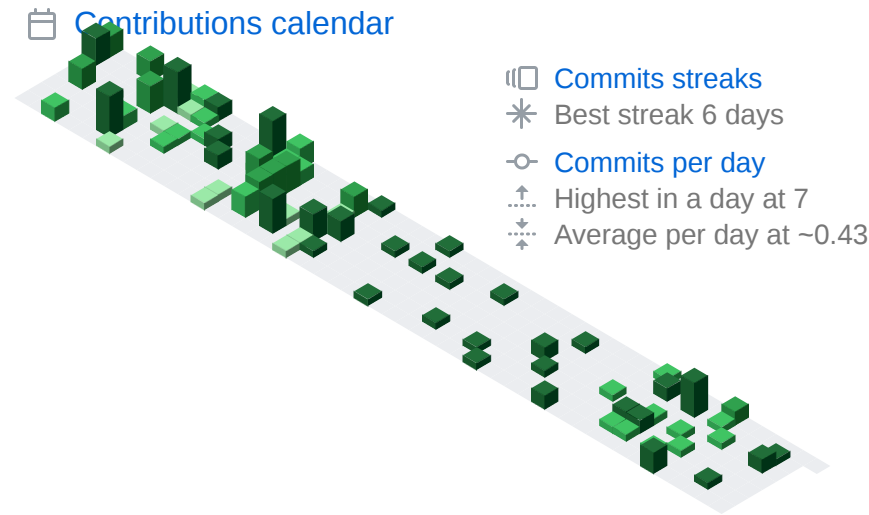 Contributions calendar
Commits streaks
Best streak 6 days
Commits per day
Highest in a day at 7
Average per day at ~0.43